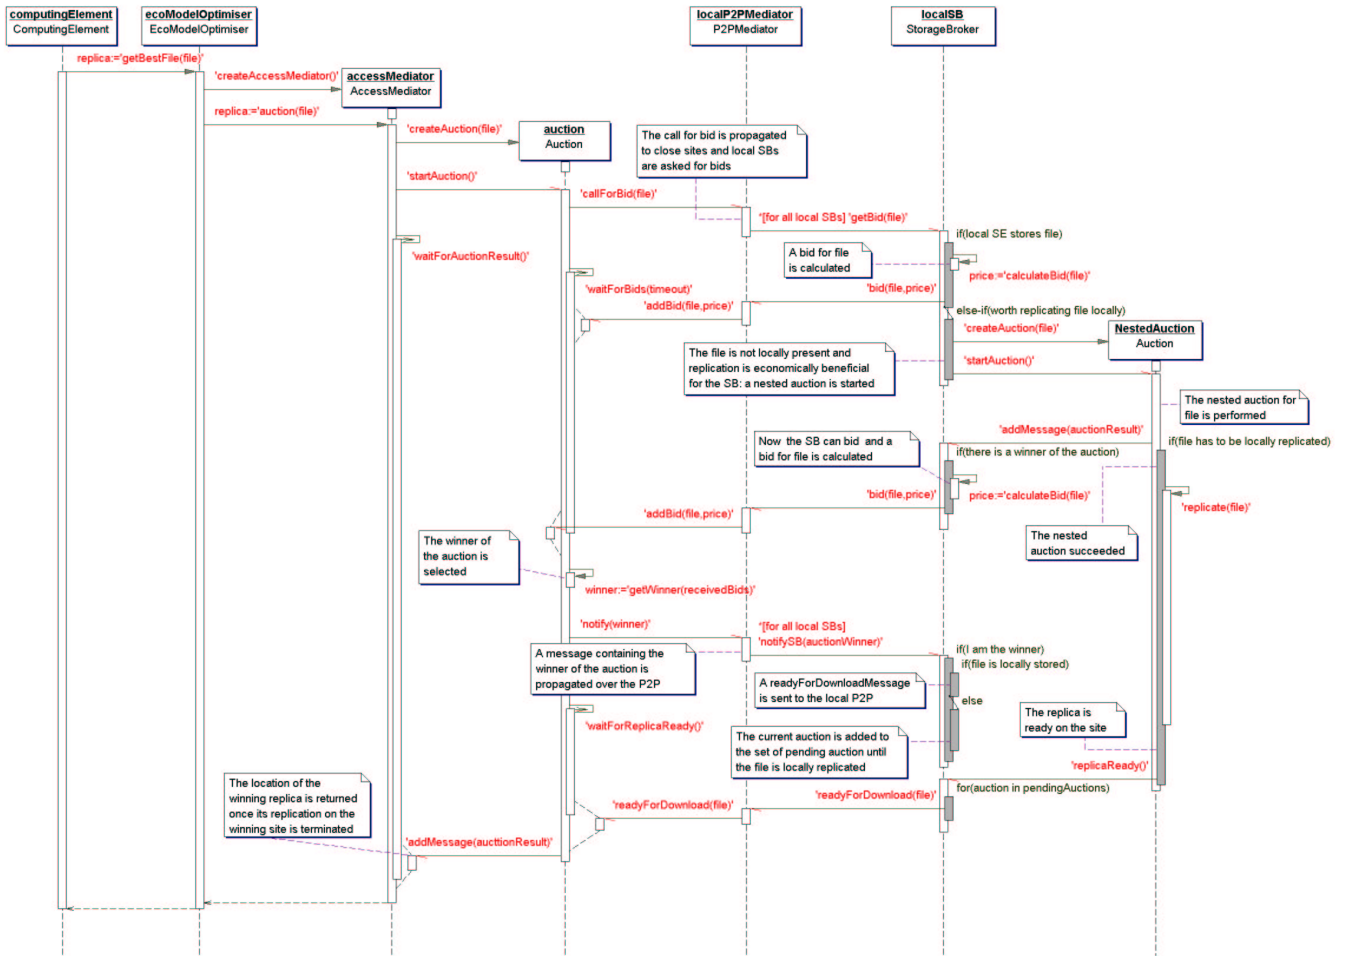 computingElement
ComputingElement
ecoModelOptimiser
EcoModelOptimiser
localP2PMediator
P2PMediator
localSB
StorageBroker
replica:='getBestFile(file)'
'createAccessMediator()'
accessMediator
AccessMediator
replica:='auction(file)'
'createAuction(file)'
auction
Auction
The call for bid is propagated
to close sites and local SBs
are asked for bids
'startAuction()'
'callForBid(file)'
*[for all local SBs] 'getBid(file)'
if(local SE stores file)
'waitForAuctionResult()'
A bid for file
is calculated
price:='calculateBid(file)'
'waitForBids(timeout)
'bid(file,price)'
'addBid(file,price)'
else-if(worth replicating file locally)
'createAuction(file)'
NestedAuction
Auction
The file is not locally present and
replication is economically beneficial
for the SB: a nested auction is started
'startAuction()'
The nested auction for
file is performed
'addMessage(auctionResult)'
if(file has to be locally replicated)
Now the SB can bid and a
bid for file is calculated
if(there is a winner of the auction)
'bid(file,price)'
price:='calculateBid(file)'
'replicate(file)'
'addBid(file,price)'
The winner of
the auction is
selected
The nested
auction succeeded
winner:='getWinner(receivedBids)'
'notify(winner)'
*[for all local SBs]
'notifySB(auctionWinner)'
if(I am the winner)
if(file is locally stored)
A message containing the
winner of the auction is
propagated over the P2P
A readyForDownloadMessage
is sent to the local P2P
else
The replica is
ready on the site
'waitForReplicaReady()'
The current auction is added to
the set of pending auction until
the file is locally replicated
'replicaReady()'
The location of the
winning replica is returned
once its replication on the
winning site is terminated
for(auction in pendingAuctions)
'readyForDownload(file)'
'readyForDownload(file)'
'addMessage(aucttionResult)'